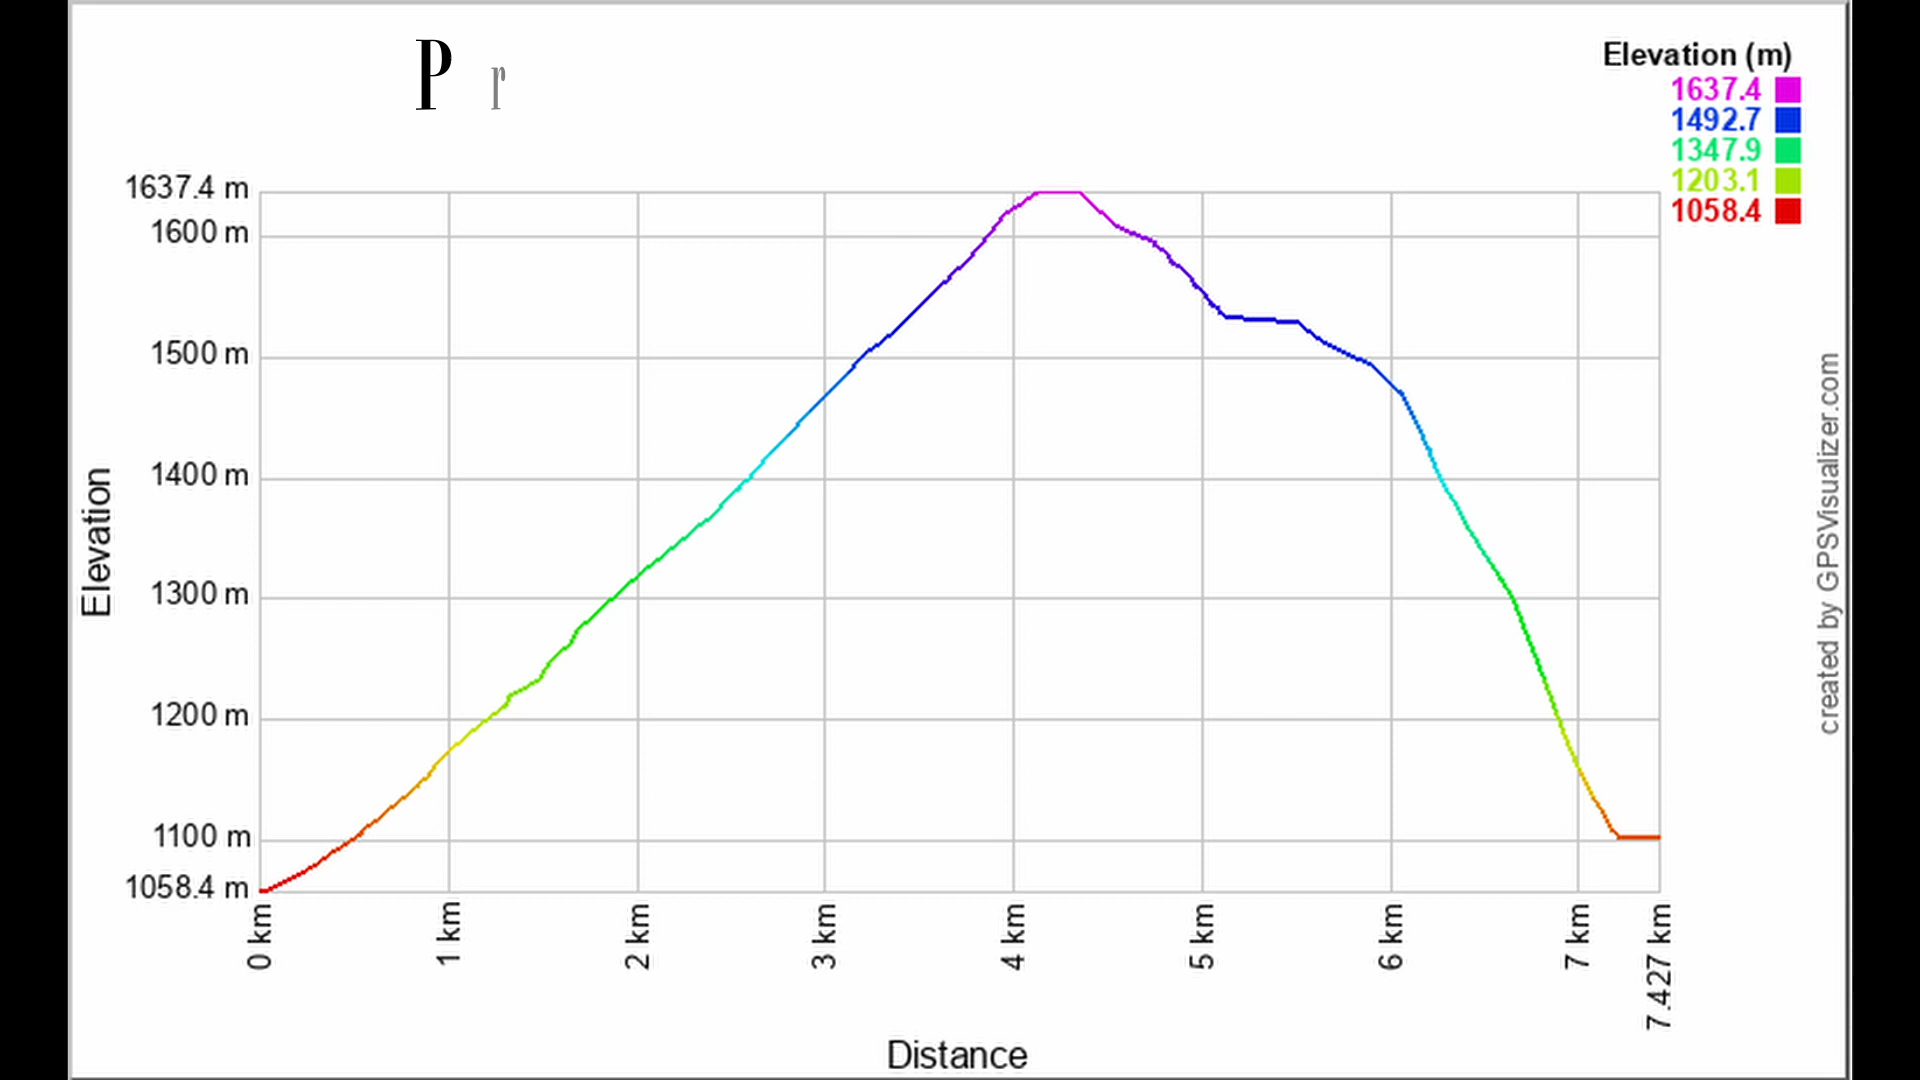 P r
Elevation (m)
1637.4
1492.7
1347.9
1203.1
1058.4
1637.4 m
1600 m
1500 m
1400 m
1300 m
1200 m
1100 m
1058.4 m
Elevation
0 km
1 km
2 km
3 km
4 km
5 km
6 km
7 km
7.427 km
Distance
created by GPSVisualizer.com